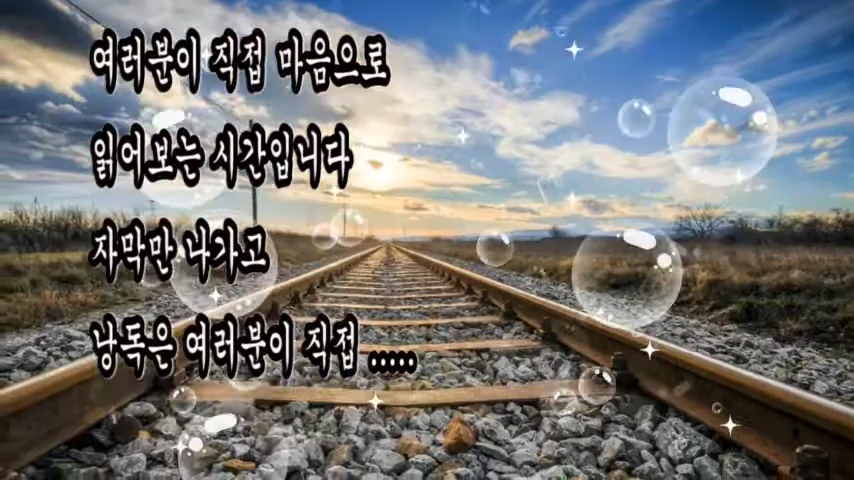 여러분이 직접 마음으로
읽어보는 시간입니다
자막만 나가고
낭독은 여러분이 직접 .....